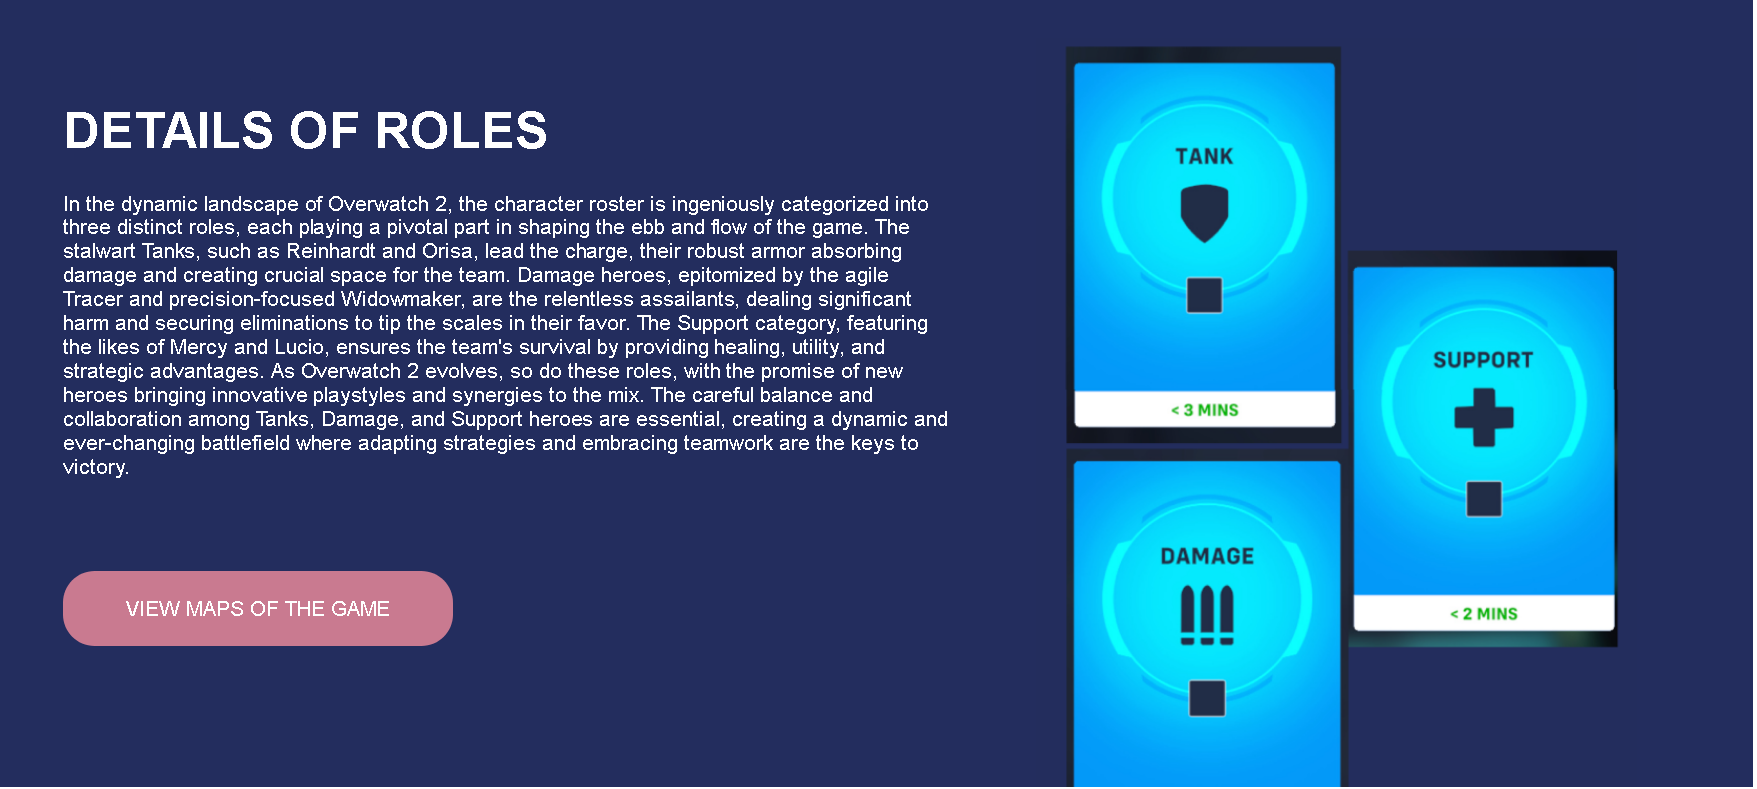 DETAILS OF ROLES
In the dynamic landscape of Overwatch 2, the character roster is ingeniously categorized into
three distinct roles, each playing a pivotal part in shaping the ebb and flow of the game. The
stalwart Tanks, such as Reinhardt and Orisa, lead the charge, their robust armor absorbing
damage and creating crucial space for the team. Damage heroes, epitomized by the agile
Tracer and precision-focused Widowmaker, are the relentless assailants, dealing significant
harm and securing eliminations to tip the scales in their favor. The Support category, featuring
the likes of Mercy and Lucio, ensures the team's survival by providing healing, utility, and
strategic advantages. As Overwatch 2 evolves, so do these roles, with the promise of new
heroes bringing innovative playstyles and synergies to the mix. The careful balance and
collaboration among Tanks, Damage, and Support heroes are essential, creating a dynamic and
ever-changing battlefield where adapting strategies and embracing teamwork are the keys to
victory.
VIEW MAPS OF THE GAME
TANK
< 3 MINS
SUPPORT
< 2 MINS
DAMAGE